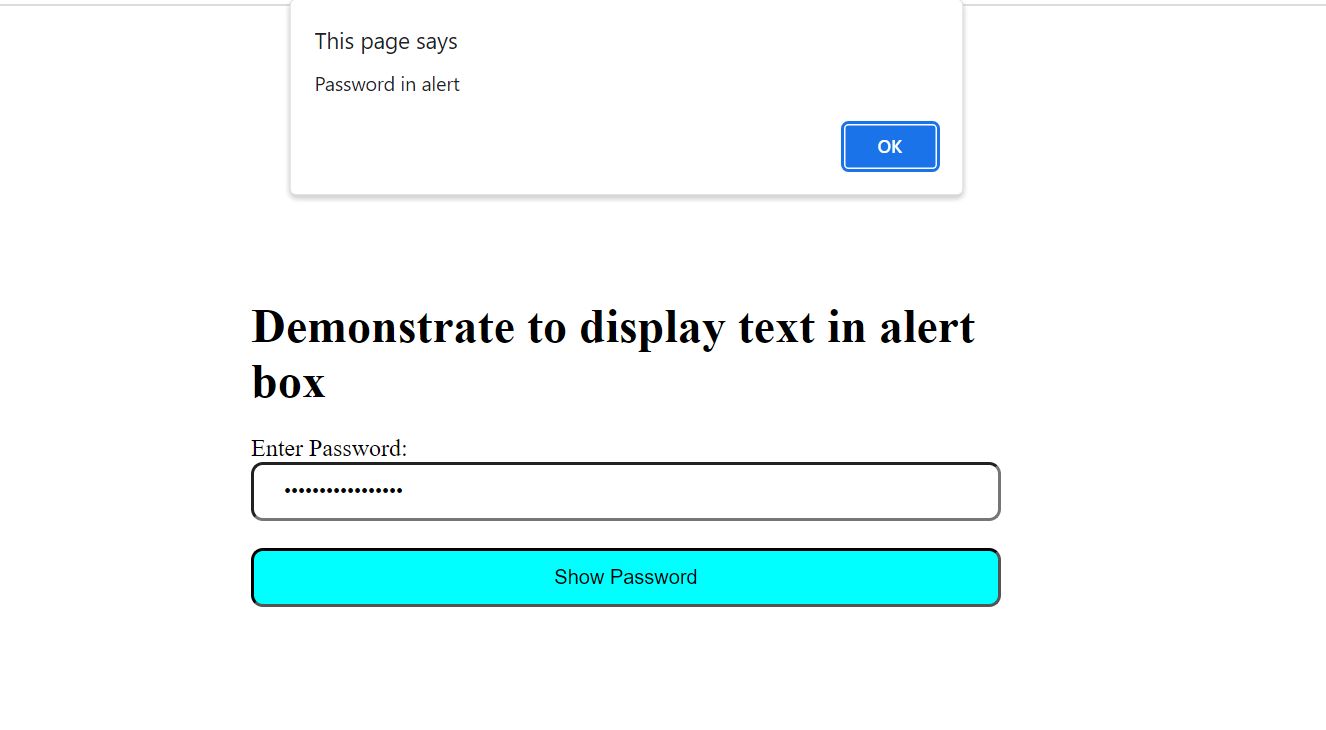 This page says
Password in alert
OK
Demonstrate to display text in alert
box
Enter Password:
•••••••••••••••••
Show Password